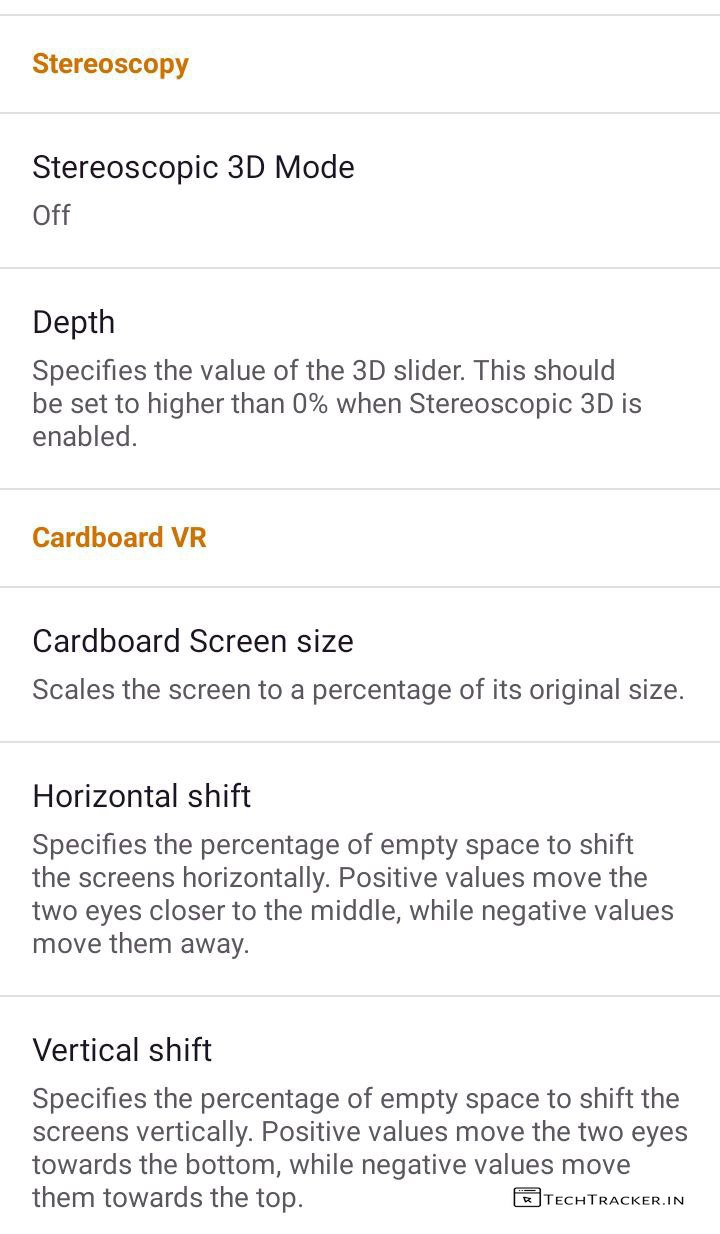 Stereoscopy
Stereoscopic 3D Mode
Off
Depth
Specifies the value of the 3D slider. This should
be set to higher than 0% when Stereoscopic 3D is
enabled.
Cardboard VR
Cardboard Screen size
Scales the screen to a percentage of its original size.
Horizontal shift
Specifies the percentage of empty space to shift
the screens horizontally. Positive values move the
two eyes closer to the middle, while negative values
move them away.
Vertical shift
Specifies the percentage of empty space to shift the
screens vertically. Positive values move the two eyes
towards the bottom, while negative values move
them towards the top.
TECHTRACKER.IN